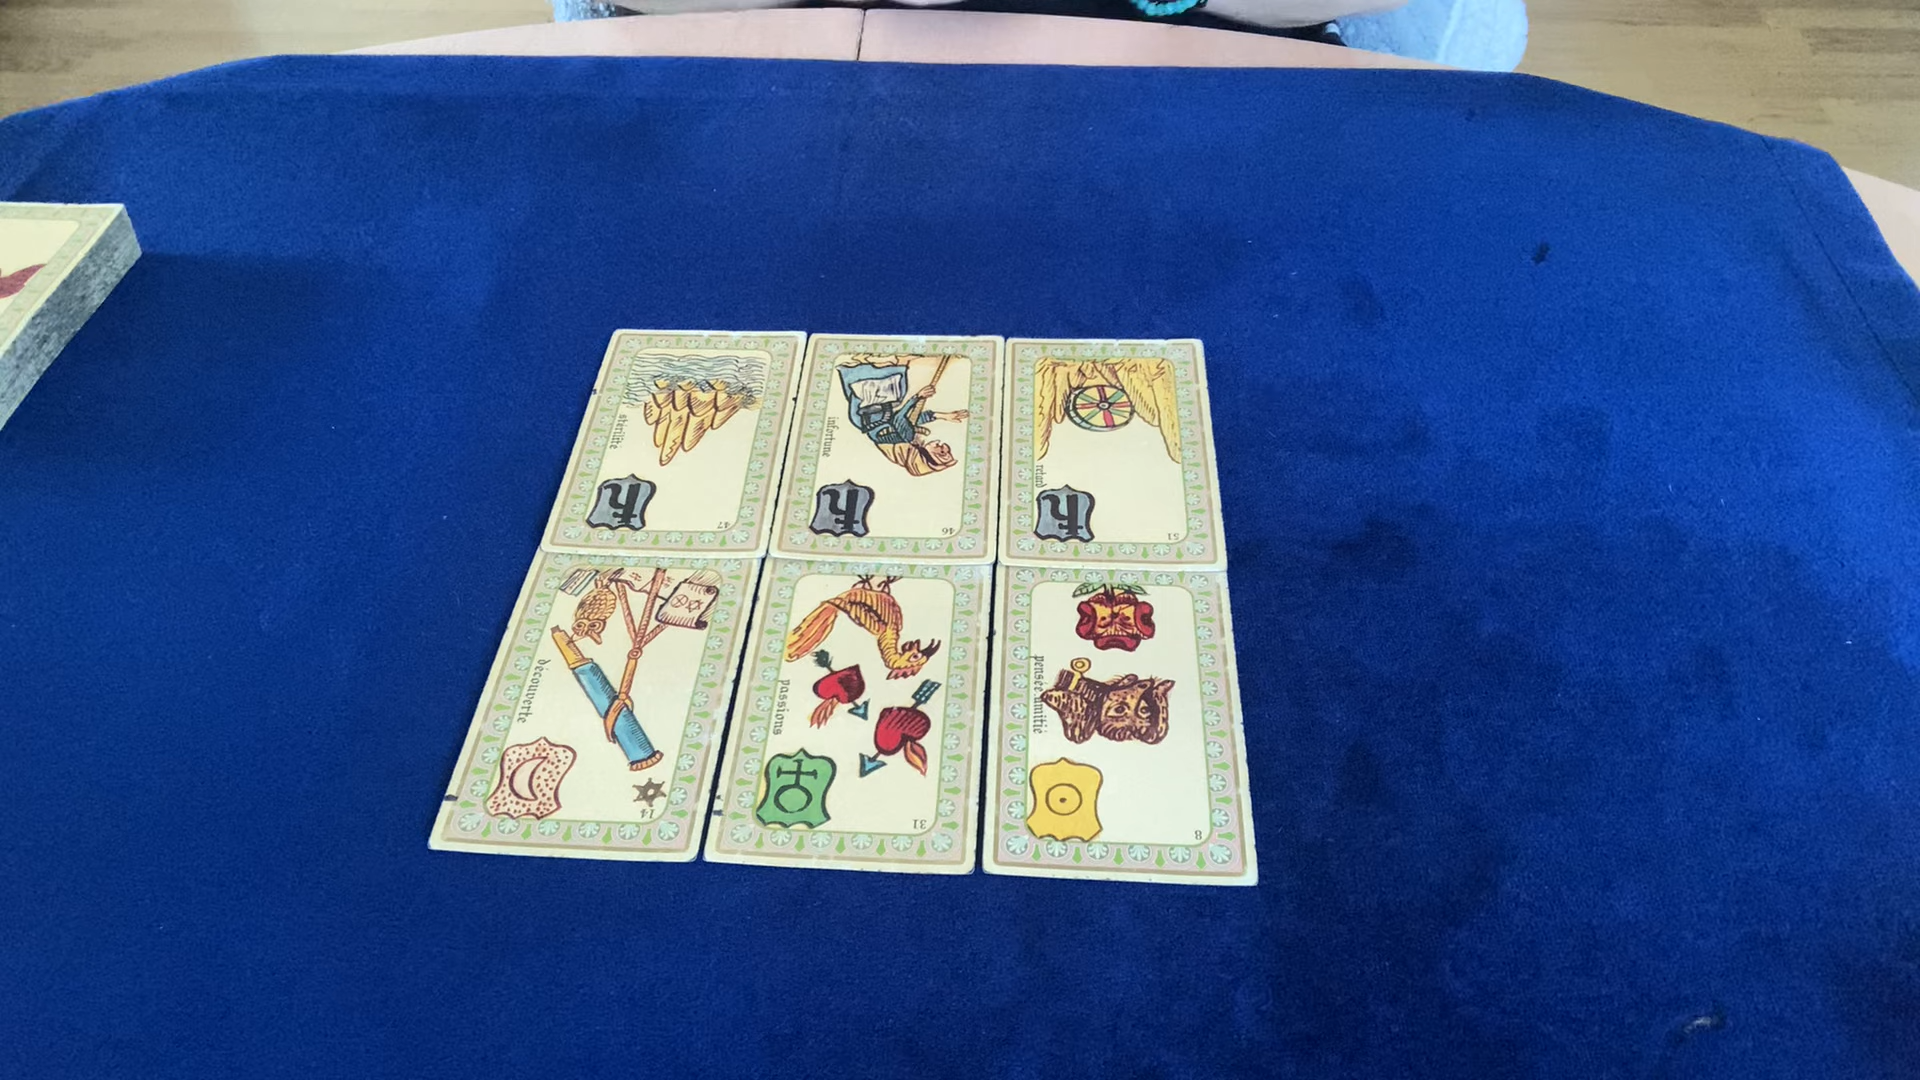 stérilité
47
infortune
46
retard
51
découverte
14
passions
31
pensée-amitié
8